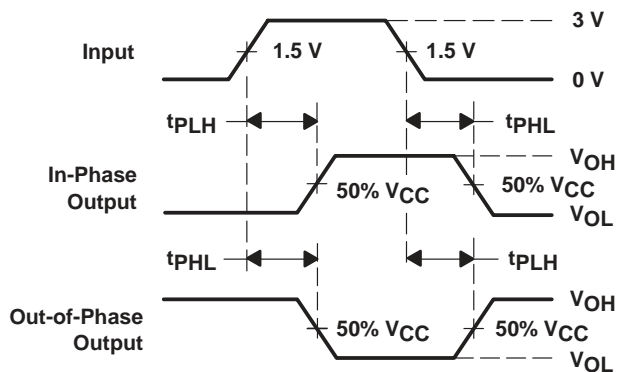 3 V
Input
1.5 V
1.5 V
0 V
tPLH
tPHL
In-Phase
Output
VOH
50% VCC
50% VCC
VOL
tPHL
tPLH
Out-of-Phase
Output
VOH
50% VCC
50% VCC
VOL